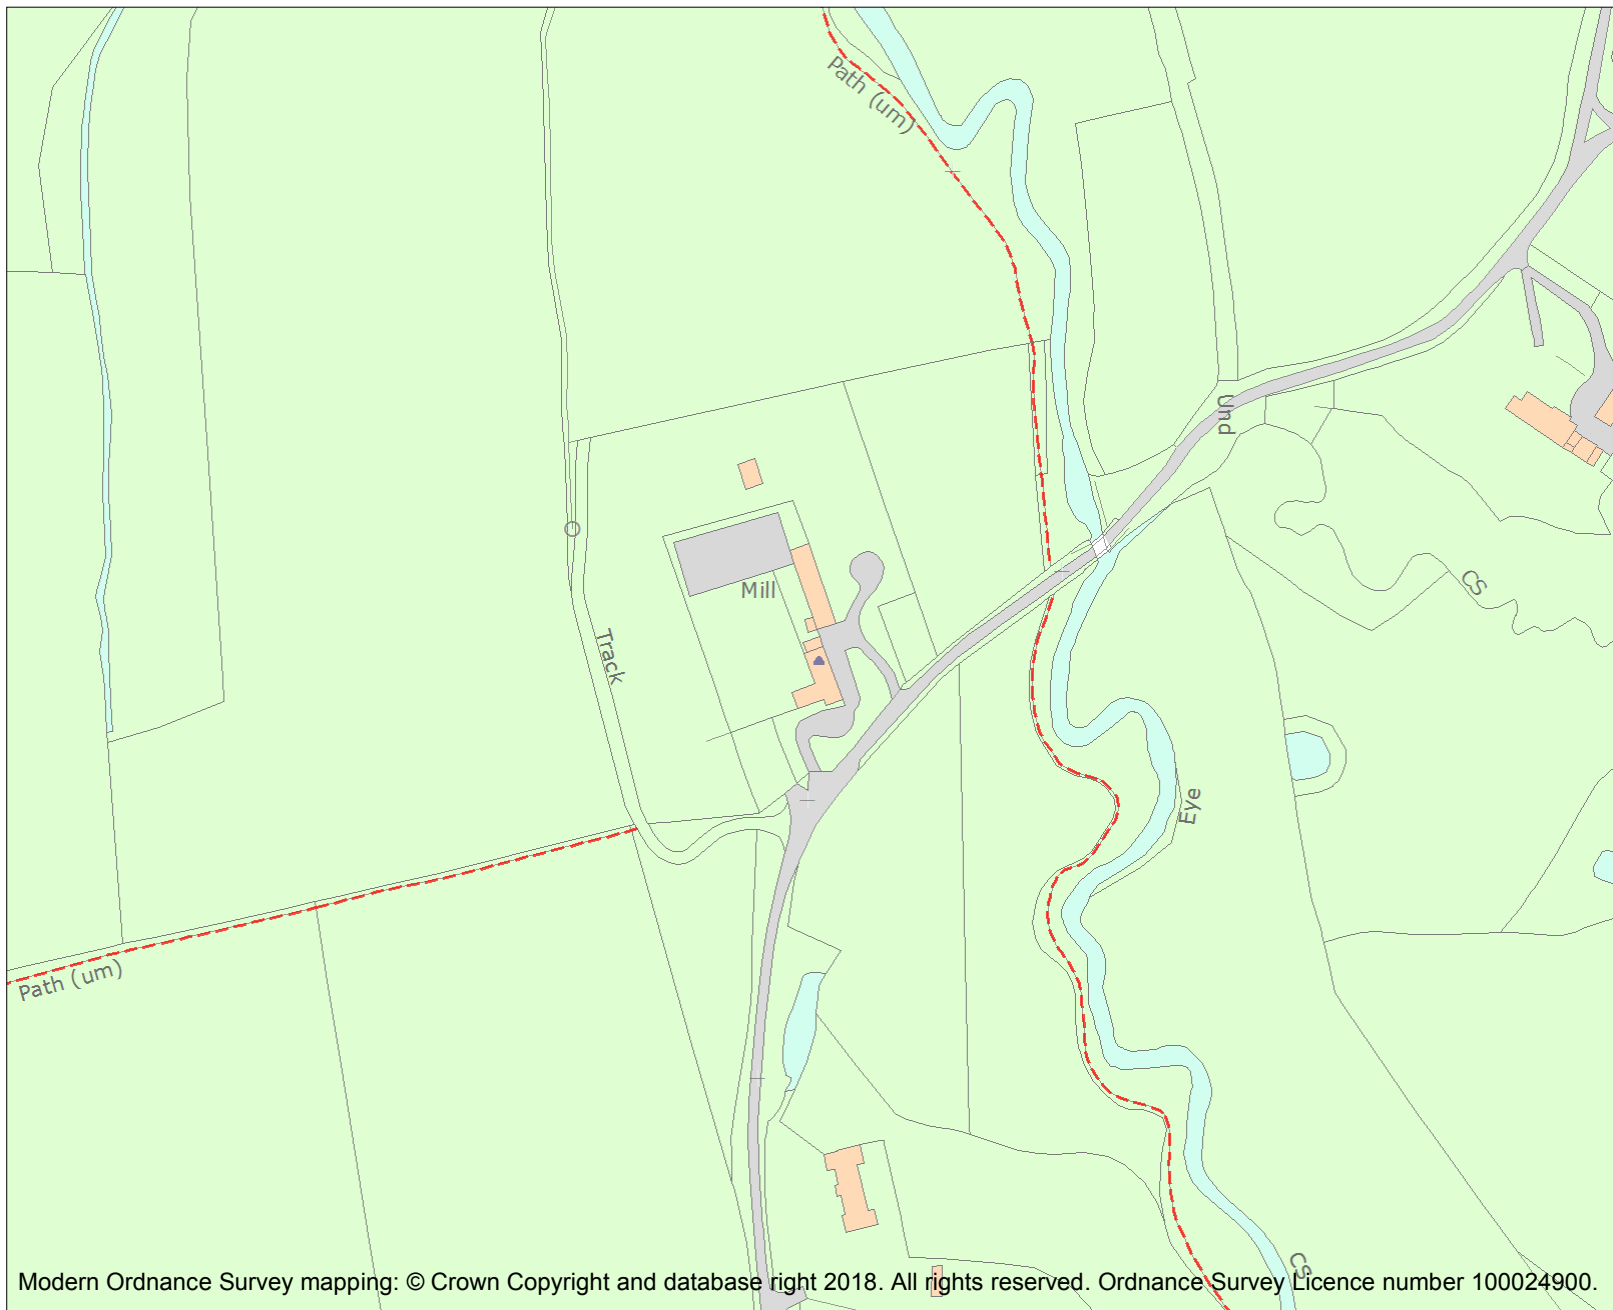 Path (um)
Und
Mill
CS
Track
Eye
Path (um)
CS
Modern Ordnance Survey mapping: © Crown Copyright and database right 2018. All rights reserved. Ordnance Survey Licence number 100024900.